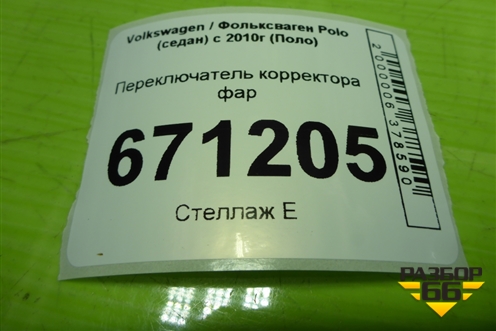 Volkswagen / Фольксваген Polo
(седан) с 2010г (Поло)
Переключатель корректора
фар
671205
Стеллаж Е
2000006378590
РАЗБОР
66